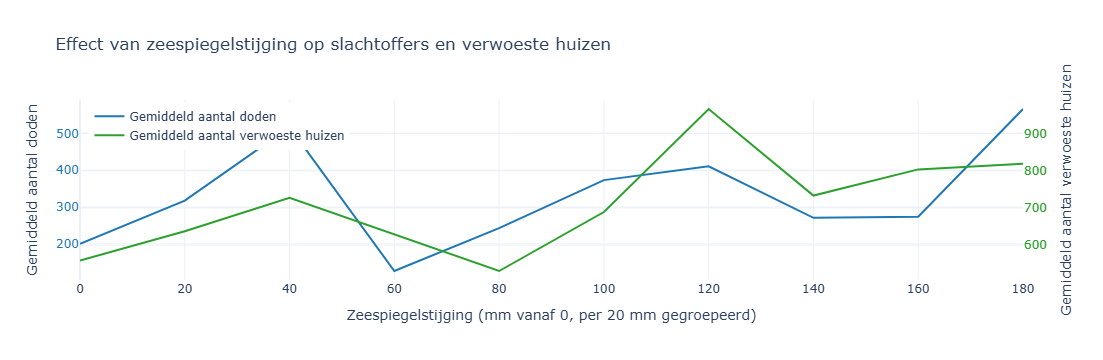 Effect van zeespiegelstijging op slachtoffers en verwoeste huizen
Gemiddeld aantal doden
Gemiddeld aantal verwoeste huizen
Gemiddeld aantal doden
500
400
300
200
900
800
700
600
Gemiddeld aantal verwoeste huizen
0 20 40 60 80 100 120 140 160 180
Zeespiegelstijging (mm vanaf 0, per 20 mm gegroepeerd)